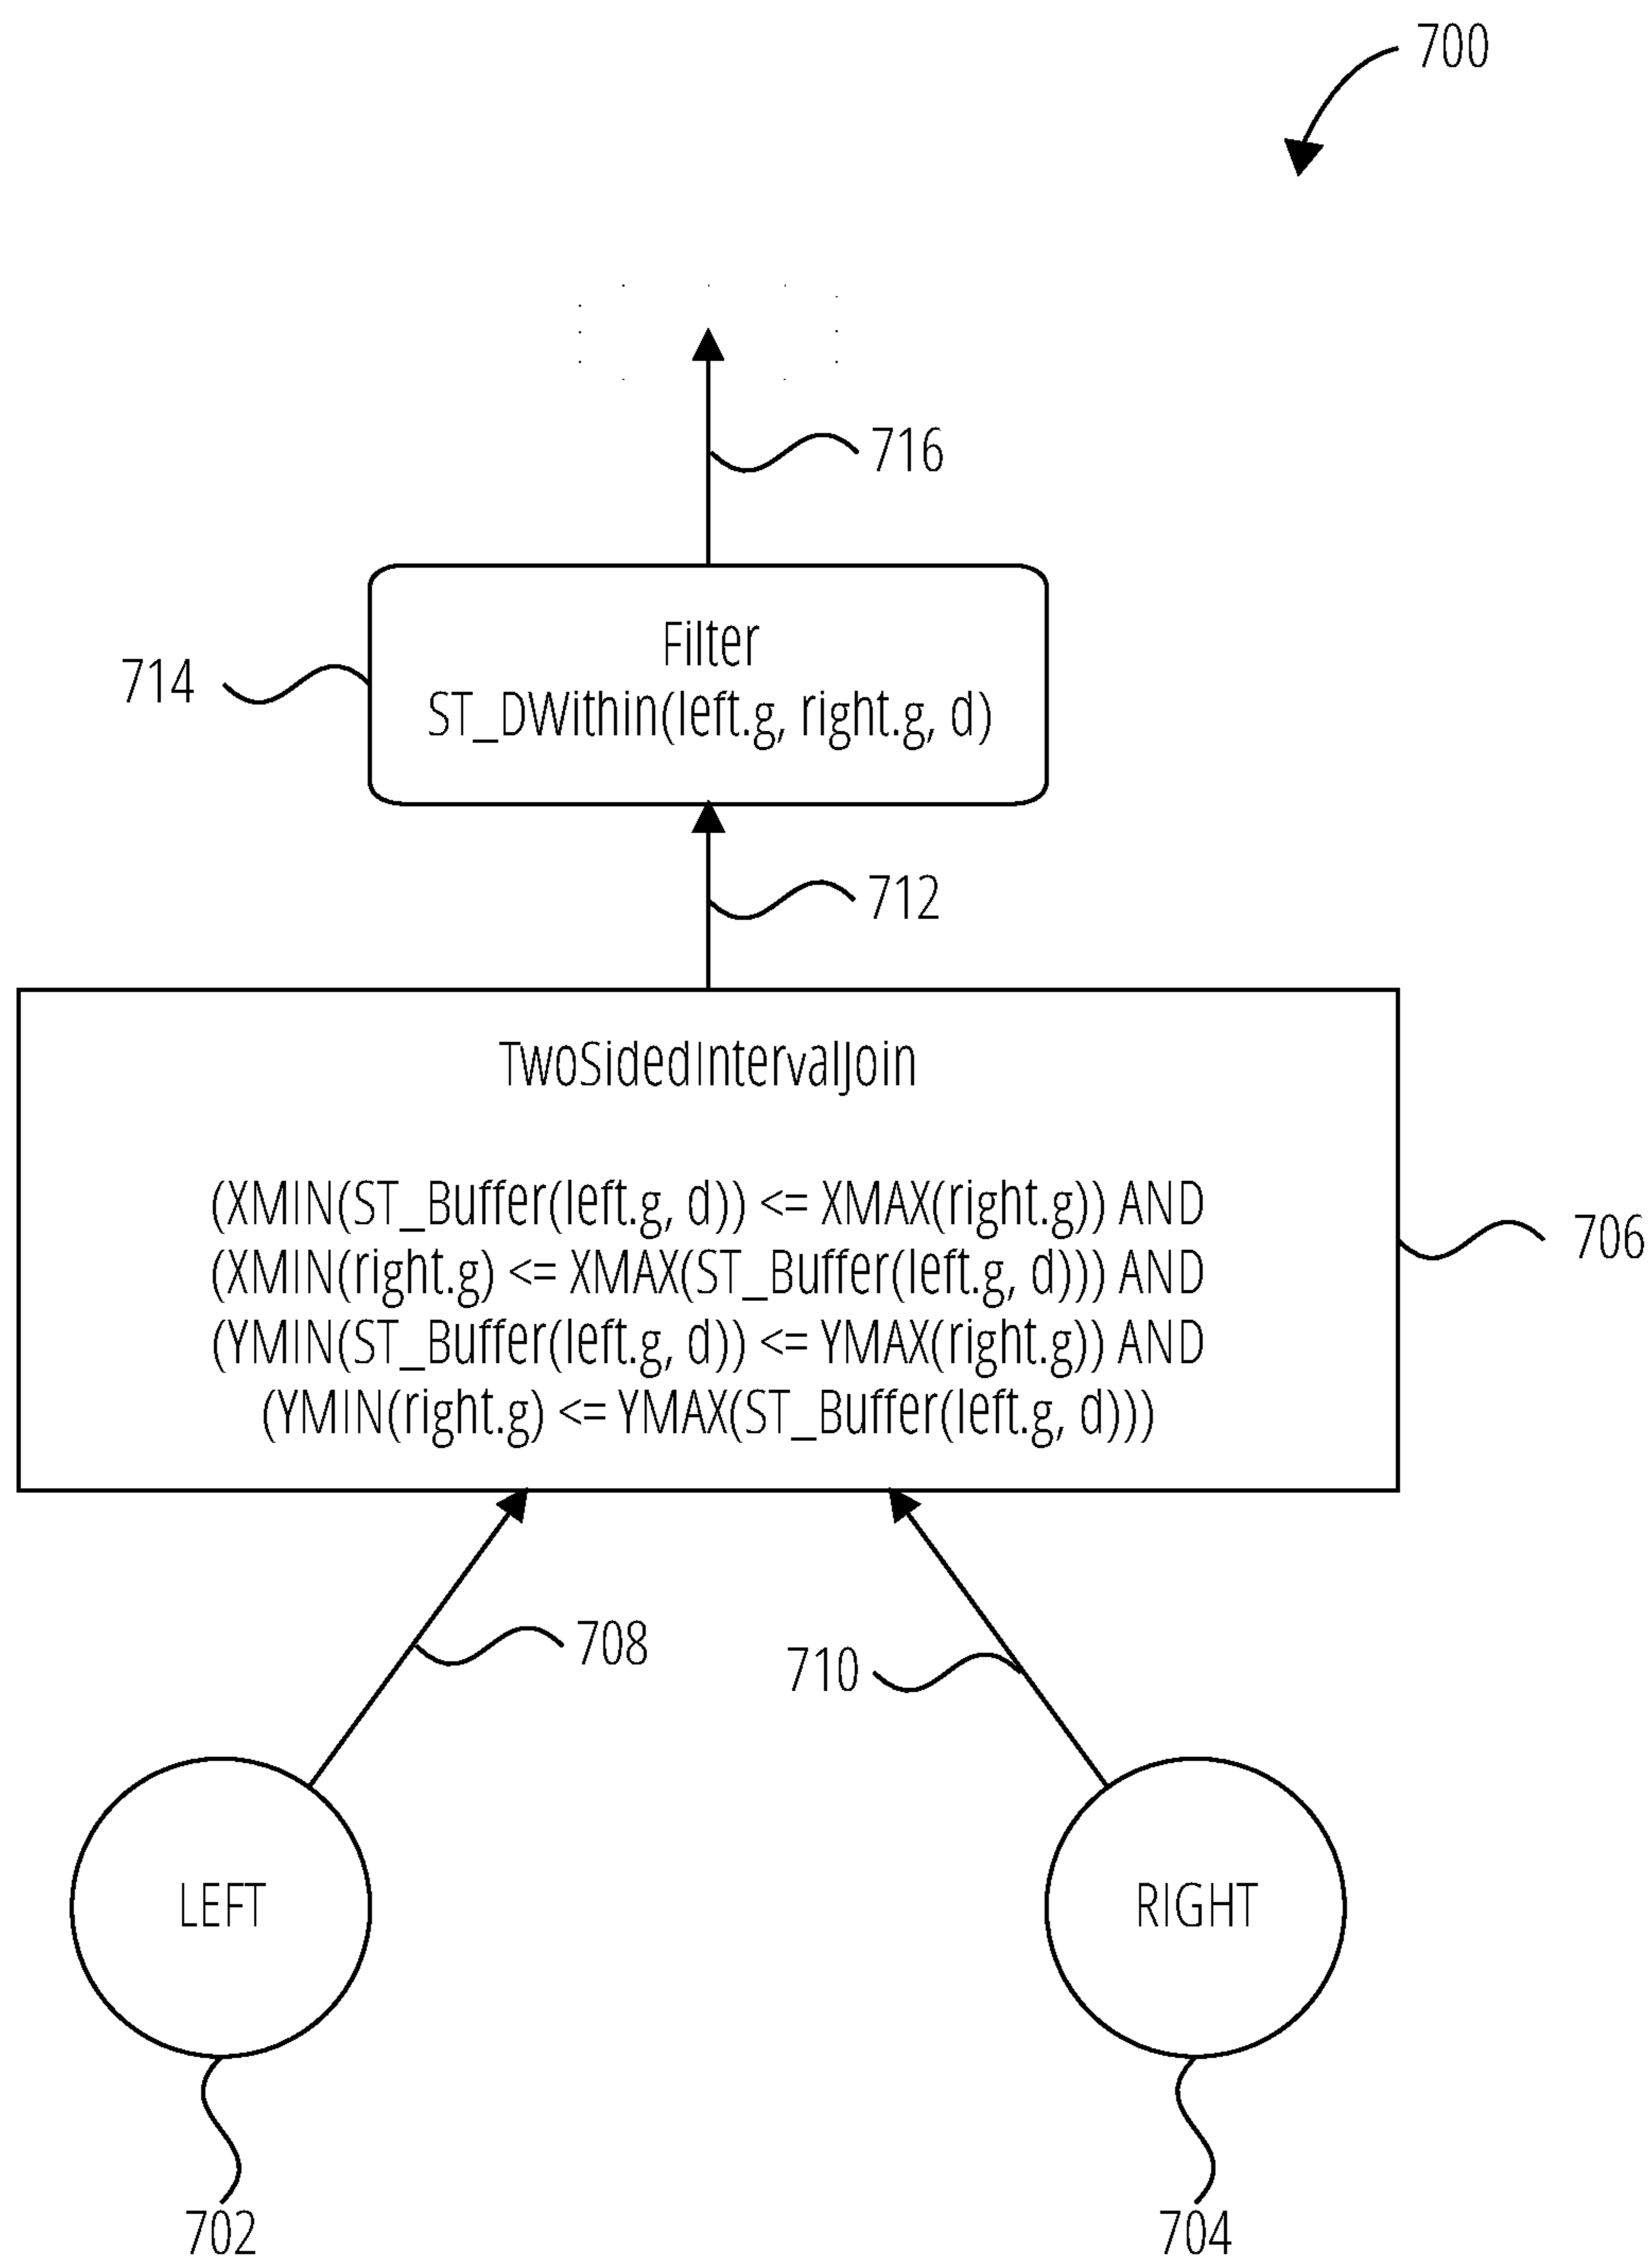 700
716
Filter
714
ST_DWithin(left.g, right.g, d)
712
TwoSidedIntervalJoin
(XMIN(ST_Buffer(left.g, d)) <= XMAX(right.g)) AND
706
(XMIN(right.g) <= XMAX(ST_Buffer(left.g, d))) AND
(YMIN(ST_Buffer(left.g, d)) <= YMAX(right.g)) AND
(YMIN(right.g) <= YMAX(ST_Buffer(left.g, d)))
708
710
LEFT
RIGHT
702
704